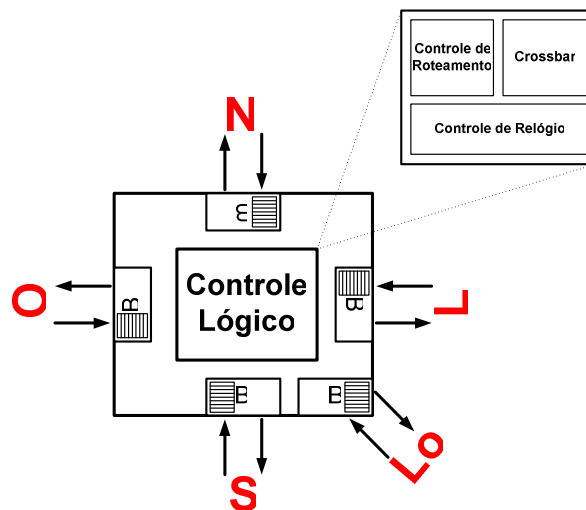 Controle de
Roteamento
Crossbar
Controle de Relógio
N
B
O
B
Controle
Lógico
B
L
B
B
S
Lo